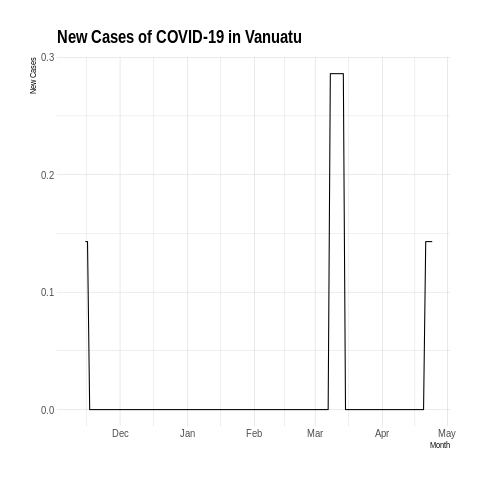 New Cases of COVID-19 in Vanuatu
New Cases
0.3
0.2
0.1
0.0
Dec Jan Feb Mar Apr May
Month